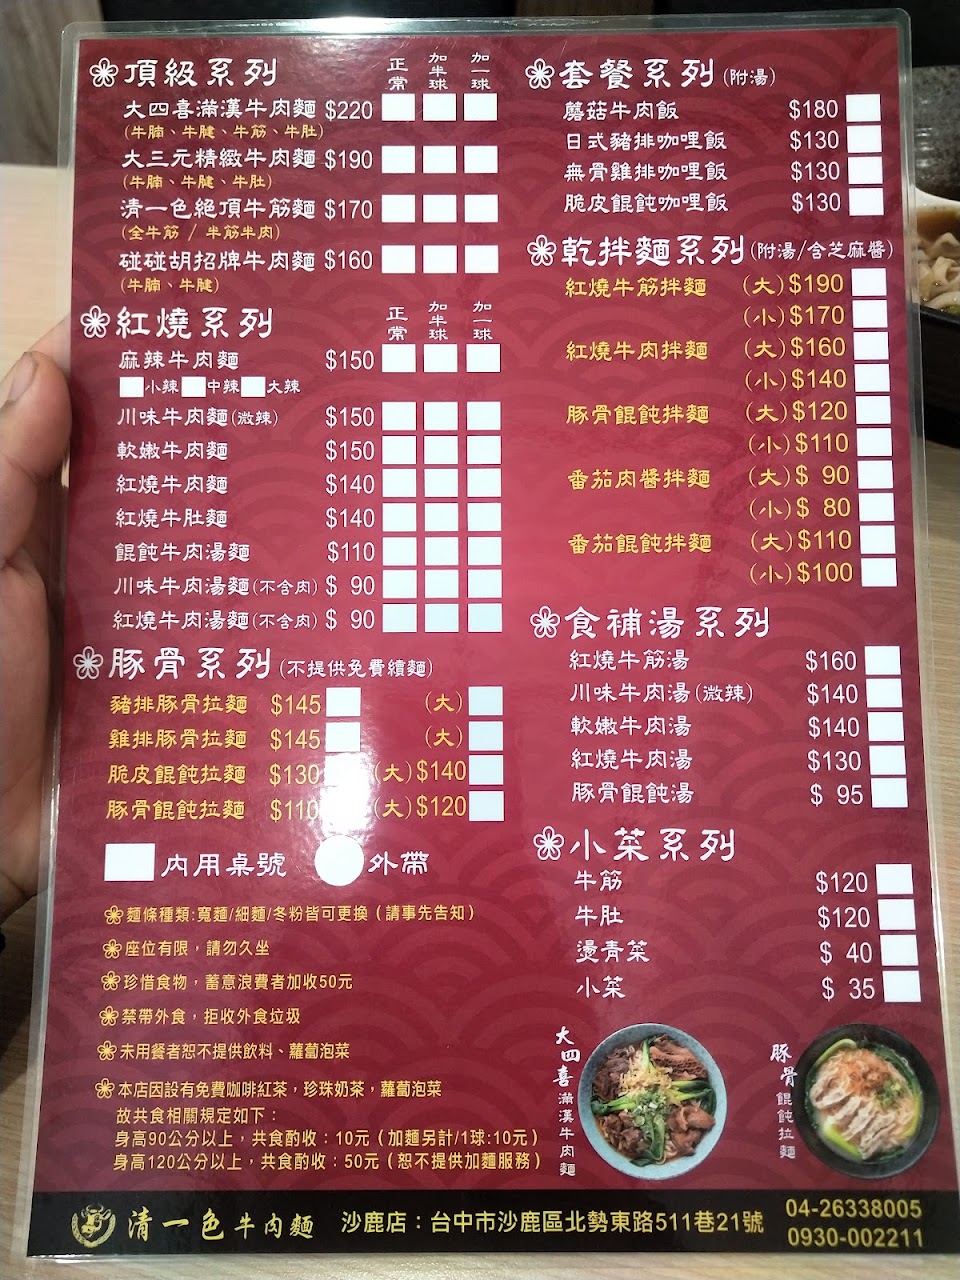 頂級系列 正常 加半球 加一球
大四喜滿漢牛肉麵 $220
(牛腩、牛腱、牛筋、牛肚)
大三元精緻牛肉麵 $190
(牛腩、牛腱、牛肚)
清一色絕頂牛筋麵 $170
(全牛筋 / 半筋半肉)
碰碰胡招牌牛肉麵 $160
(牛腩、牛腱)
紅燒系列 正常 加半球 加一球
麻辣牛肉麵 $150
小辣 中辣 大辣
川味牛肉麵(微辣) $150
軟嫩牛肉麵 $150
紅燒牛肉麵 $140
紅燒牛肚麵 $140
餛飩牛肉湯麵 $110
川味牛肉湯麵(不含肉) $ 90
紅燒牛肉湯麵(不含肉) $ 90
豚骨系列(不提供免費續麵)
豬排豚骨拉麵 $145 (大)
雞排豚骨拉麵 $145 (大)
脆皮餛飩拉麵 $130 (大)$140
豚骨餛飩拉麵 $110 (大)$120
內用桌號 外帶
麵條種類:寬麵/細麵/冬粉皆可更換(請事先告知)
座位有限，請勿久坐
珍惜食物，蓄意浪費者加收50元
禁帶外食，拒收外食垃圾
未用餐者恕不提供飲料、蘿蔔泡菜
本店因設有免費咖啡紅茶，珍珠奶茶，蘿蔔泡菜
故共食相關規定如下：
身高90公分以上，共食酌收：10元(加麵另計/1球:10元)
身高120公分以上，共食酌收：50元(恕不提供加麵服務)
套餐系列(附湯)
蘑菇牛肉飯 $180
日式豬排咖哩飯 $130
無骨雞排咖哩飯 $130
脆皮餛飩咖哩飯 $130
乾拌麵系列(附湯/含芝麻醬)
紅燒牛筋拌麵 (大)$190
(小)$170
紅燒牛肉拌麵 (大)$160
(小)$140
豚骨餛飩拌麵 (大)$120
(小)$110
番茄肉醬拌麵 (大)$ 90
(小)$ 80
番茄餛飩拌麵 (大)$110
(小)$100
食補湯系列
紅燒牛筋湯 $160
川味牛肉湯(微辣) $140
軟嫩牛肉湯 $140
紅燒牛肉湯 $130
豚骨餛飩湯 $ 95
小菜系列
牛筋 $120
牛肚 $120
燙青菜 $ 40
小菜 $ 35
大四喜滿漢牛肉麵
豚骨餛飩拉麵
清一色牛肉麵 沙鹿店：台中市沙鹿區北勢東路511巷21號 04-26338005
0930-002211